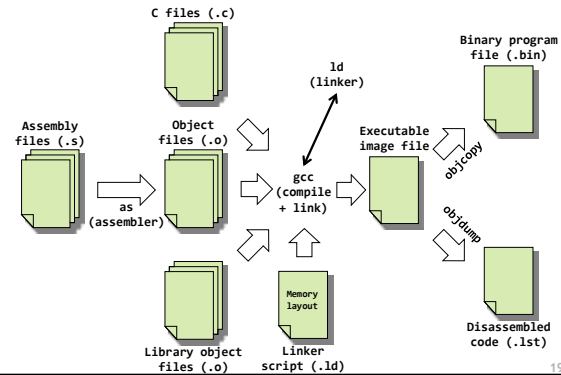 C files (.c)
Binary program
file (.bin)
ld
(linker)
Assembly
files (.s)
Object
files (.o)
Executable
image file
objcopy
gcc
(compile
+ link)
as
(assembler)
objdump
Memory
layout
Library object
files (.o)
Linker
script (.ld)
Disassembled
code (.lst)
19